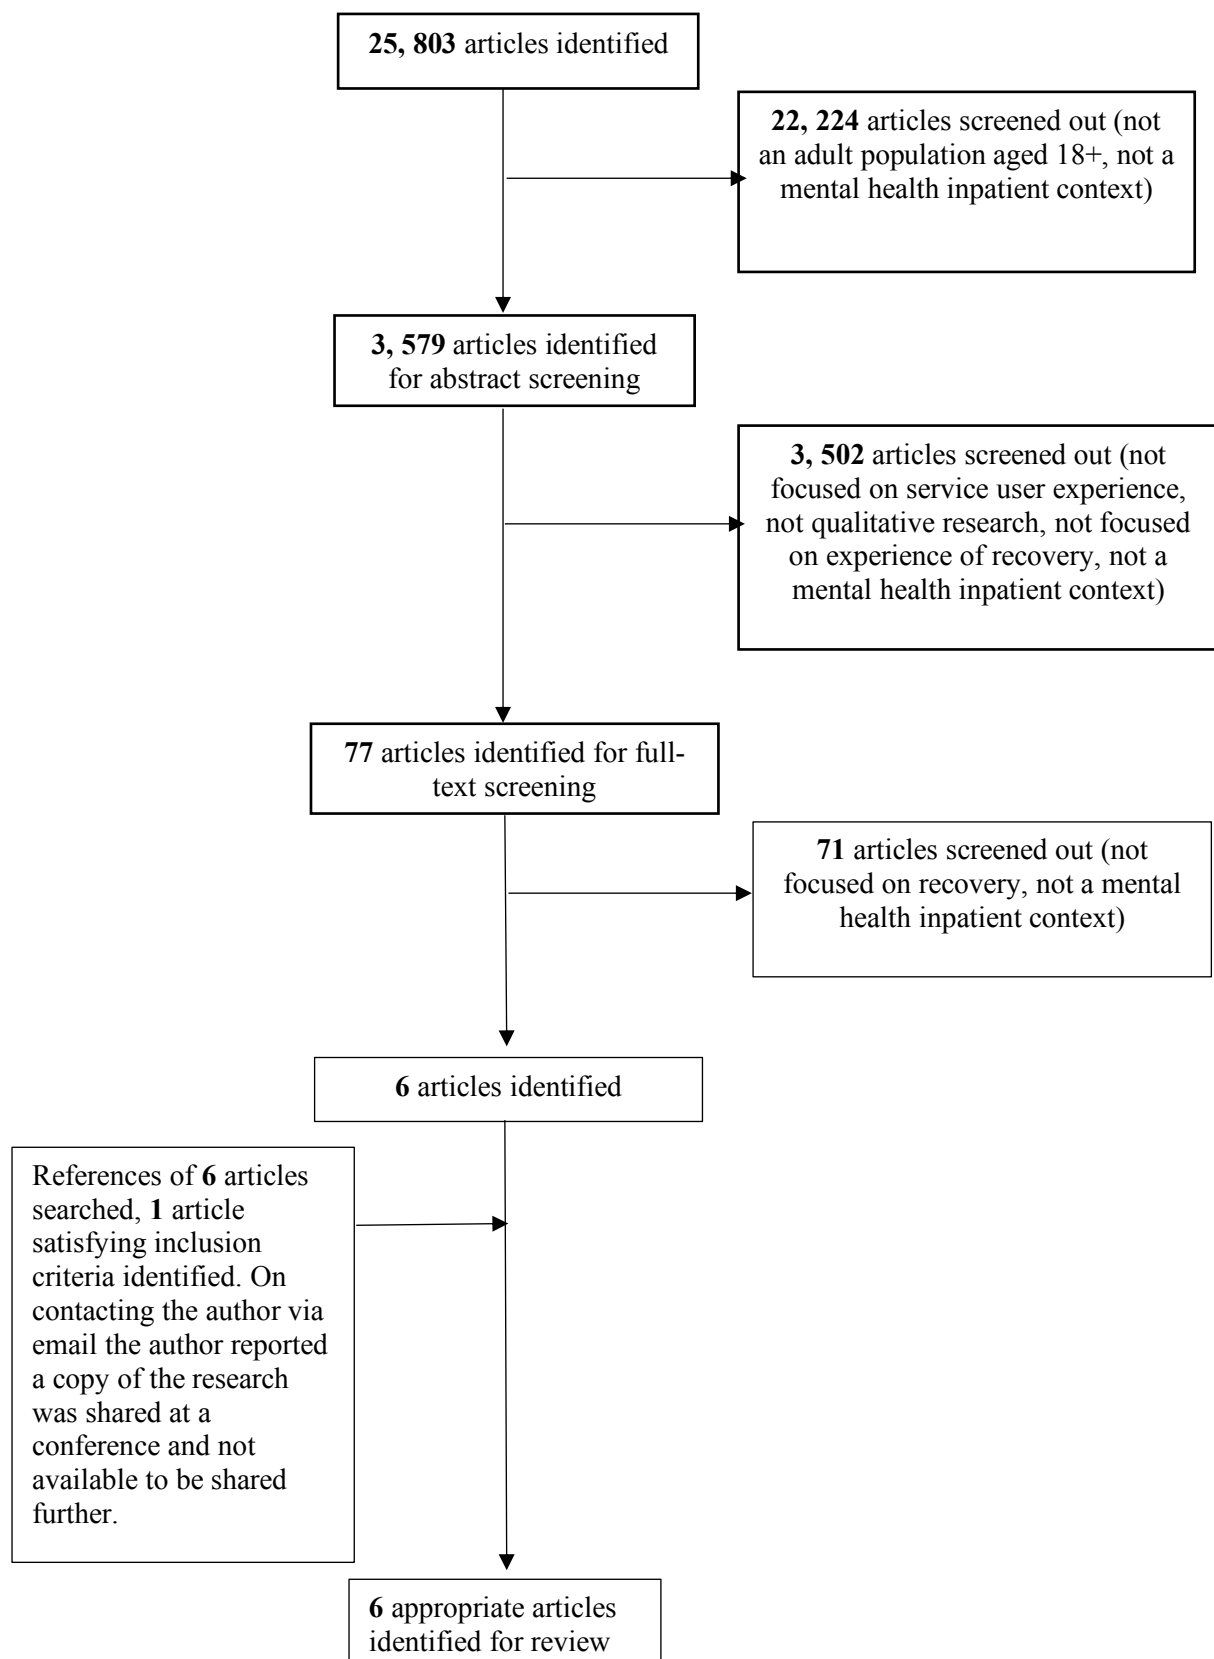 25, 803 articles identified
22, 224 articles screened out (not
an adult population aged 18+, not a
mental health inpatient context)
3, 579 articles identified
for abstract screening
3, 502 articles screened out (not
focused on service user experience,
not qualitative research, not focused
on experience of recovery, not a
mental health inpatient context)
77 articles identified for full-
text screening
71 articles screened out (not
focused on recovery, not a mental
health inpatient context)
6 articles identified
References of 6 articles
searched, 1 article
satisfying inclusion
criteria identified. On
contacting the author via
email the author reported
a copy of the research
was shared at a
conference and not
available to be shared
further.
6 appropriate articles
identified for review